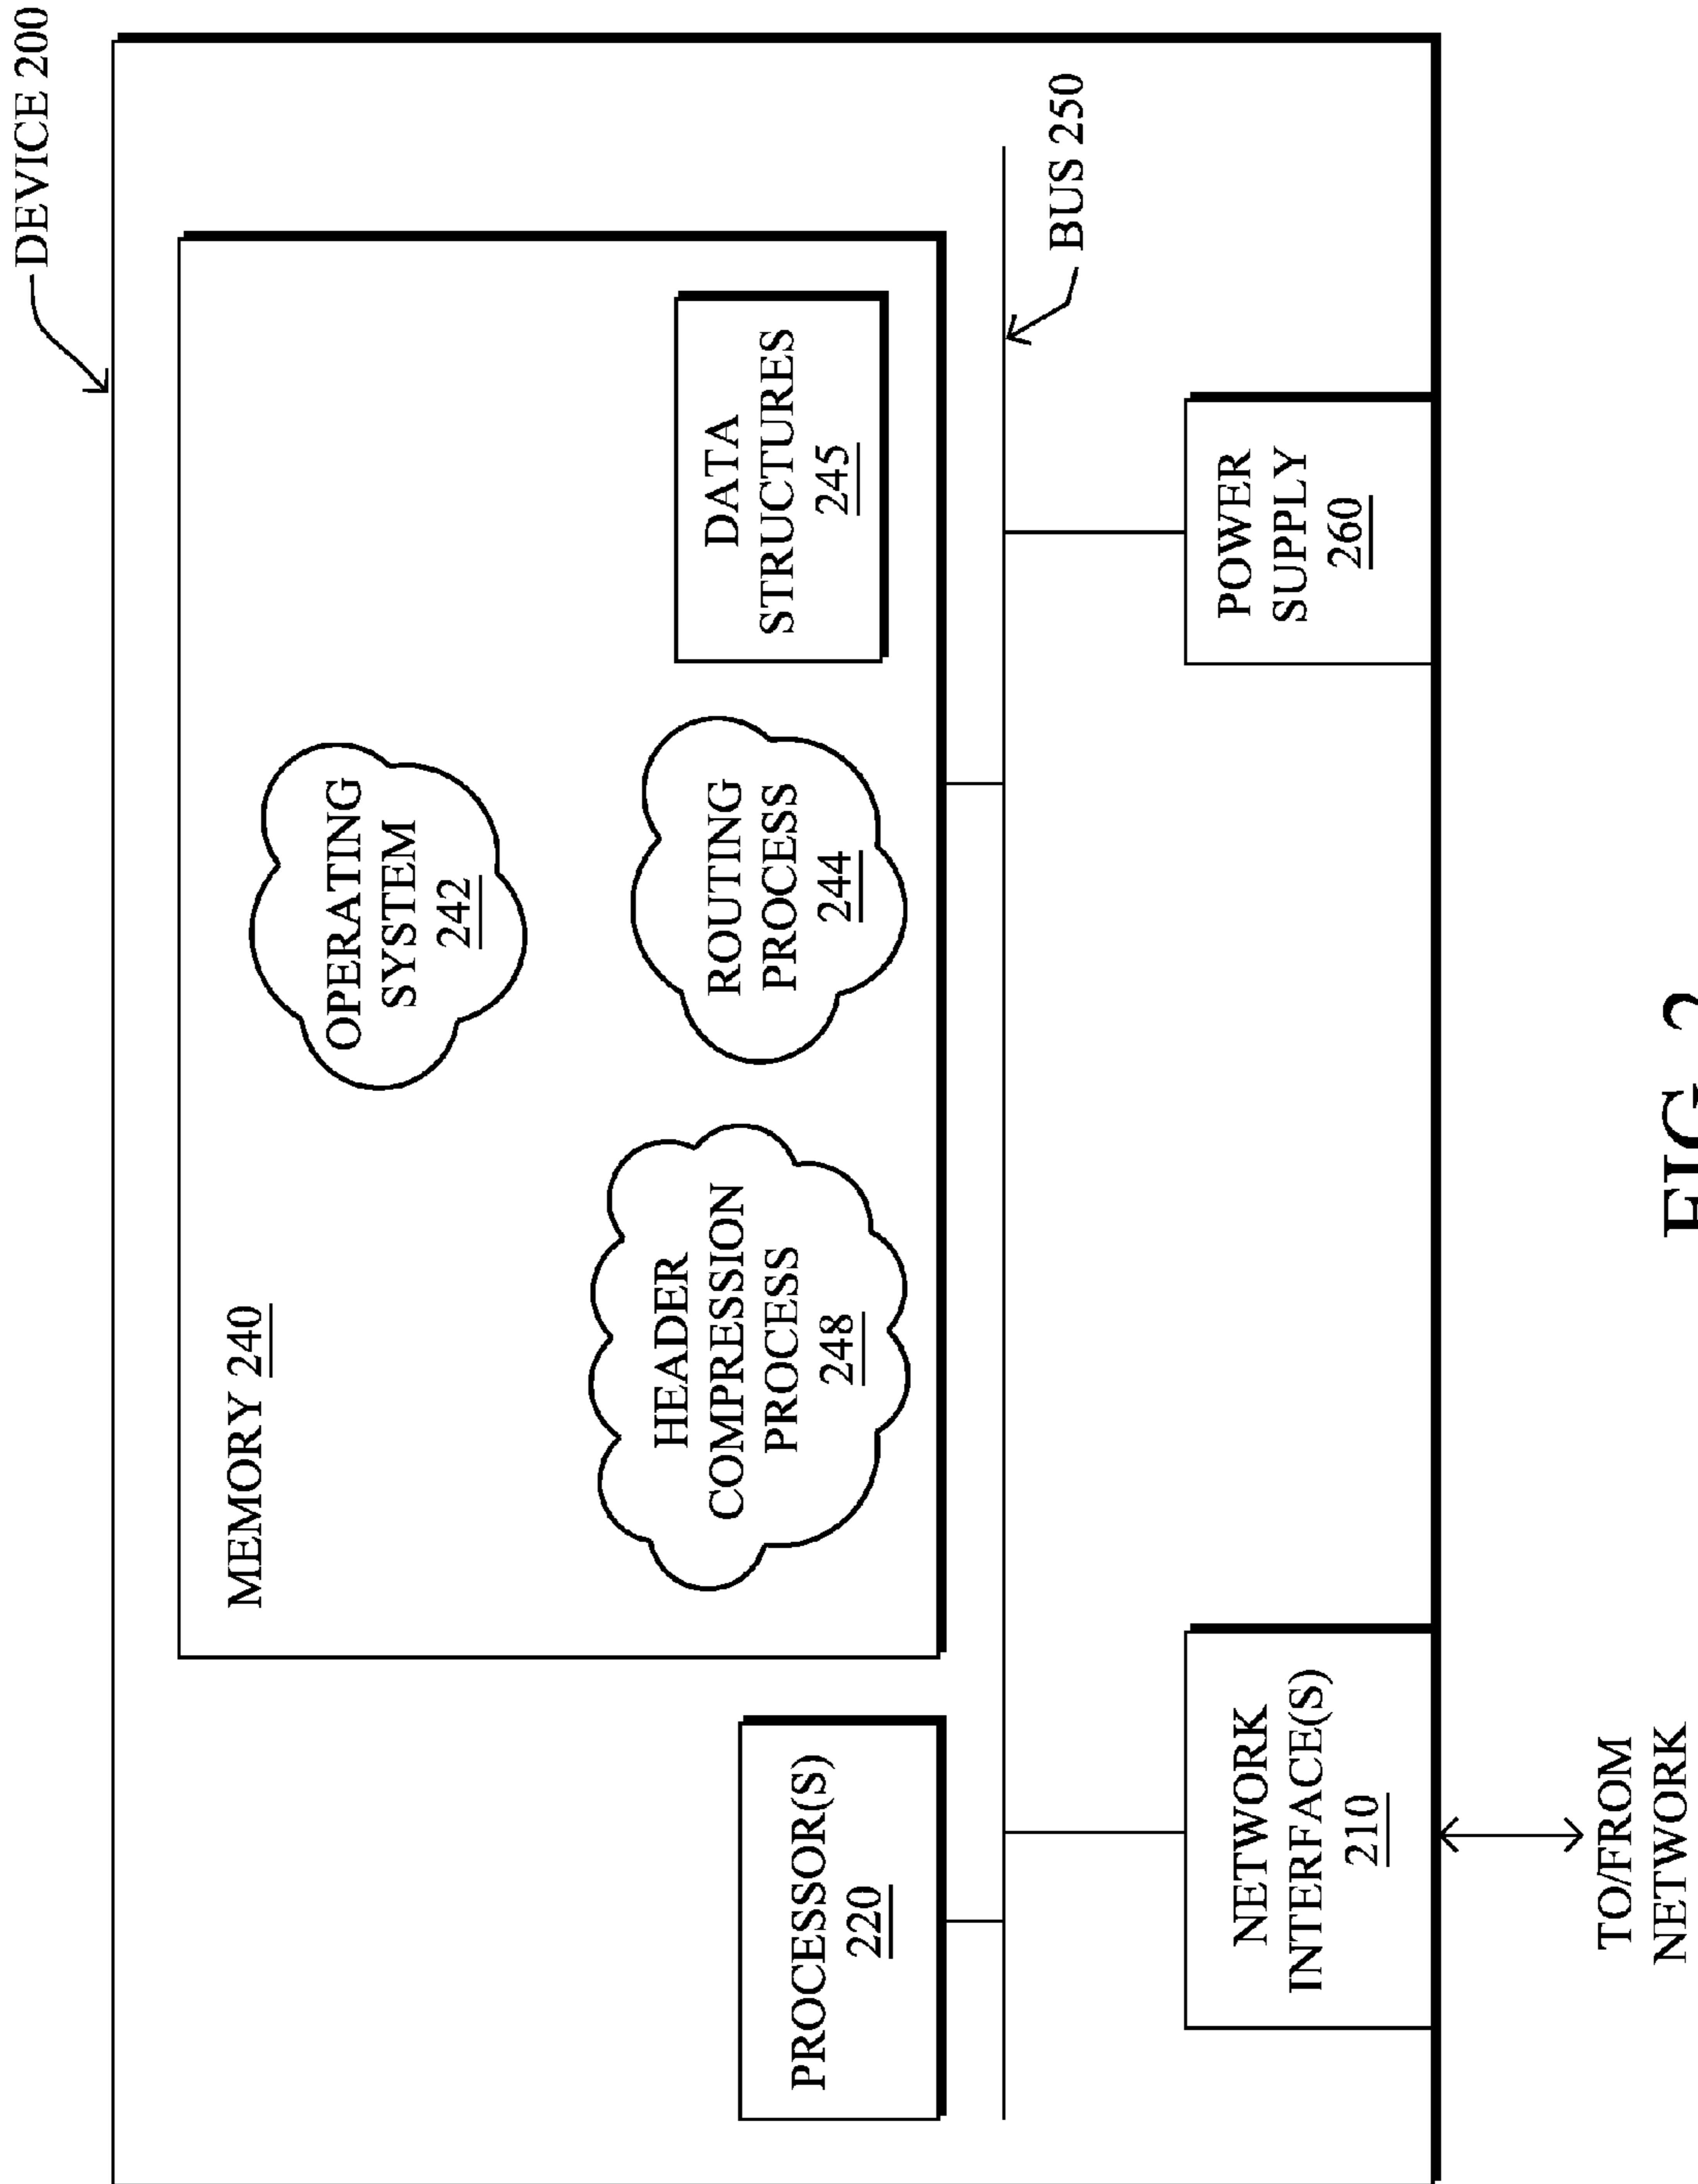 DEVICE 200
MEMORY 240
OPERATING
SYSTEM
242
HEADER
COMPRESSION
PROCESS
248
ROUTING
PROCESS
244
DATA
STRUCTURES
245
PROCESSOR(S)
220
BUS 250
NETWORK
INTERFACE(S)
210
POWER
SUPPLY
260
TO/FROM
NETWORK
FIG. 2